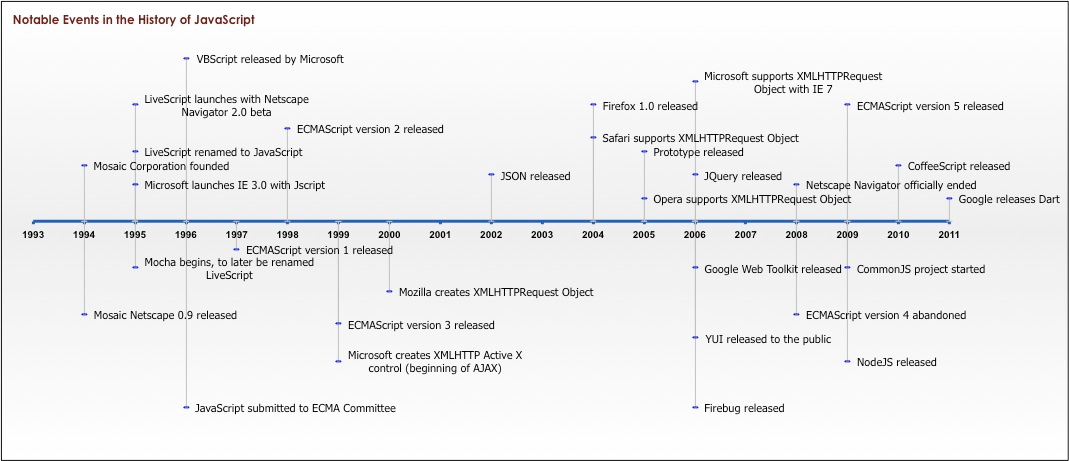 Notable Events in the History of JavaScript
VBScript released by Microsoft
Microsoft supports XMLHTTPRequest
Object with IE 7
LiveScript launches with Netscape
Navigator 2.0 beta
Firefox 1.0 released
ECMAScript version 5 released
ECMAScript version 2 released
Safari supports XMLHTTPRequest Object
LiveScript renamed to JavaScript
Prototype released
Mosaic Corporation founded
CoffeeScript released
JSON released
JQuery released
Microsoft launches IE 3.0 with Jscript
Netscape Navigator officially ended
Opera supports XMLHTTPRequest Object
Google releases Dart
1993 1994 1995 1996 1997 1998 1999 2000 2001 2002 2003 2004 2005 2006 2007 2008 2009 2010 2011
ECMAScript version 1 released
Mocha begins, to later be renamed
LiveScript
Google Web Toolkit released
CommonJS project started
Mozilla creates XMLHTTPRequest Object
Mosaic Netscape 0.9 released
ECMAScript version 4 abandoned
ECMAScript version 3 released
YUI released to the public
Microsoft creates XMLHTTP Active X
control (beginning of AJAX)
NodeJS released
JavaScript submitted to ECMA Committee
Firebug released